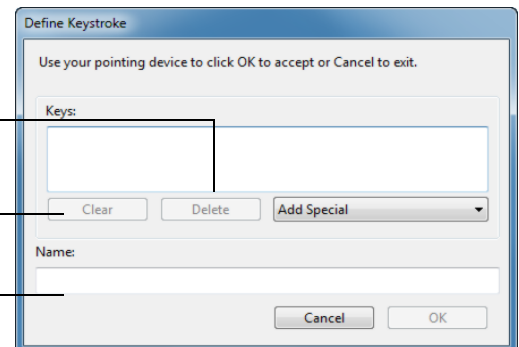 Define Keystroke
Use your pointing device to click OK to accept or Cancel to exit.
Keys:
Clear Delete Add Special
Name:
Cancel OK